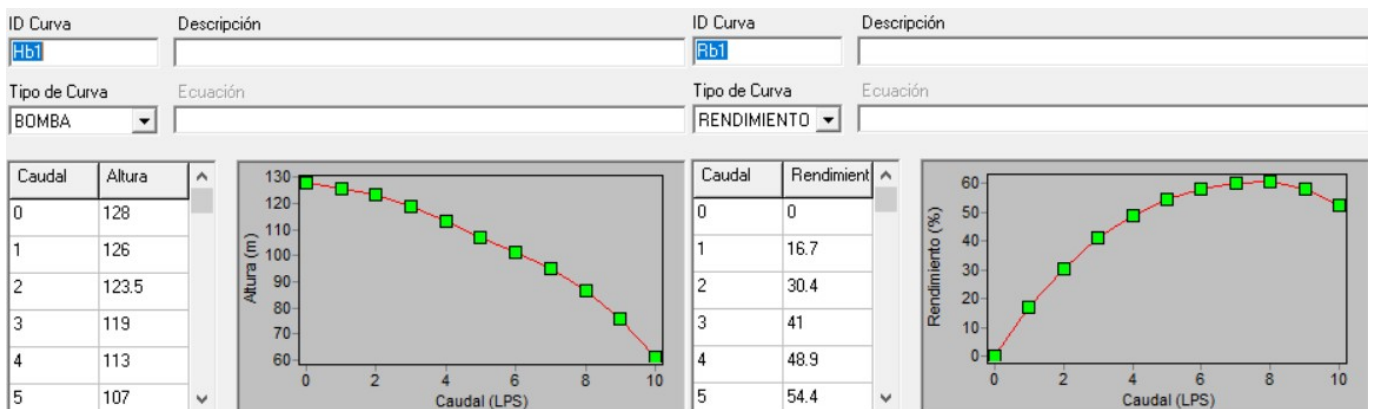 ID Curva Descripción ID Curva Descripción
Hb1 Rb1
Tipo de Curva Ecuación Tipo de Curva Ecuación
BOMBA RENDIMIENTO
Caudal Altura
0 128
1 126
2 123.5
3 119
4 113
5 107
130
120
110
100
90
80
70
60
Altura (m)
0 2 4 6 8 10
Caudal (LPS)
Caudal Rendimient
0 0
1 16.7
2 30.4
3 41
4 48.9
5 54.4
60
50
40
30
20
10
0
Rendimiento (%)
0 2 4 6 8 10
Caudal (LPS)